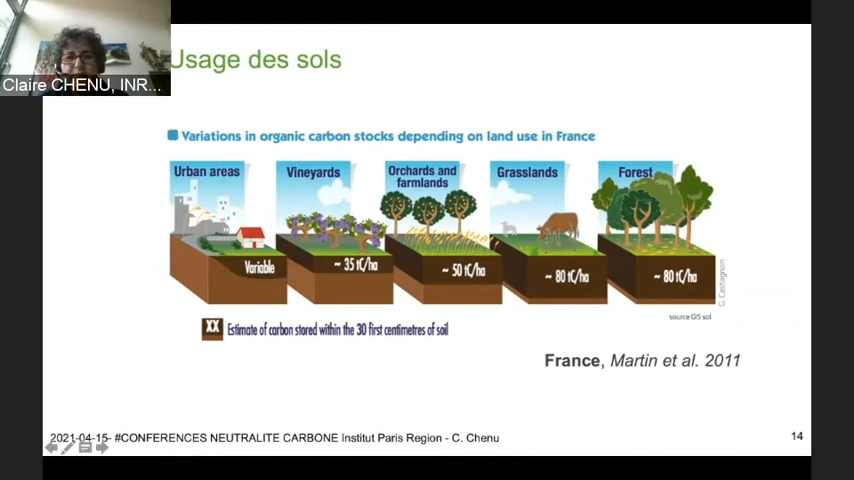 Claire CHENU, INR...
Usage des sols
Variations in organic carbon stocks depending on land use in France
Urban areas
Vineyards
Orchards and
farmlands
Grasslands
Forest
Variable
~ 35 tC/ha
~ 50 tC/ha
~ 80 tC/ha
~ 80 tC/ha
G. Castagnon
source GIS sol
XX Estimate of carbon stored within the 30 first centimetres of soil
France, Martin et al. 2011
2021-04-15- #CONFERENCES NEUTRALITE CARBONE Institut Paris Region - C. Chenu
14